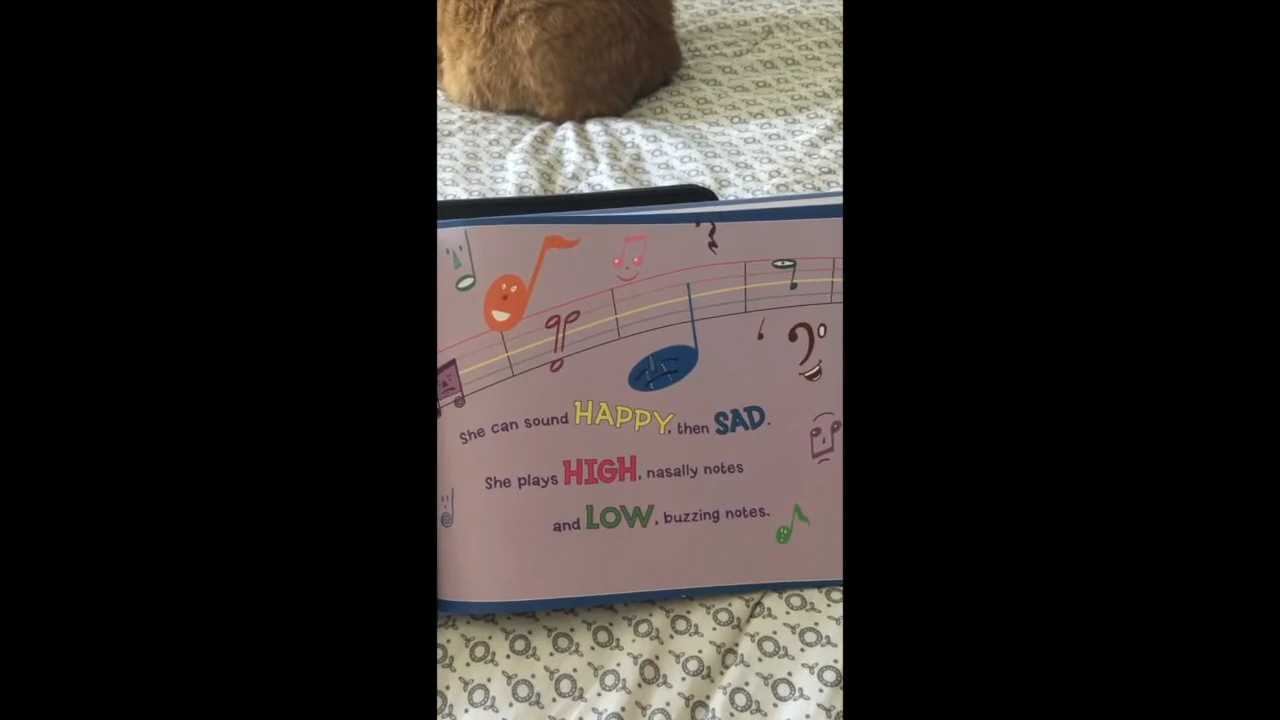 She can sound HAPPY, then SAD.
She plays HIGH, nasally notes
and LOW, buzzing notes.